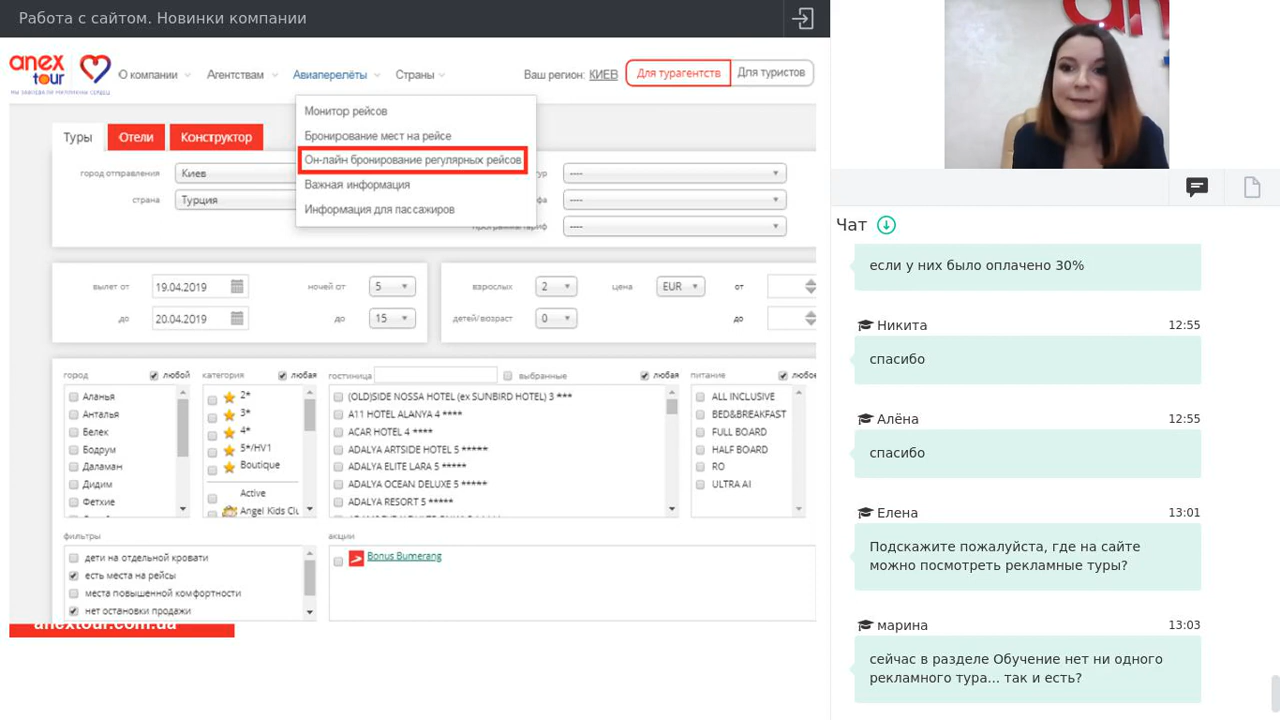 Работа с сайтом. Новинки компании
anex tour
О компании
Агентствам
Авиаперелёты
Страны
Ваш регион: КИЕВ
Для турагентств
Для туристов
Монитор рейсов
Бронирование мест на рейсе
Он-лайн бронирование регулярных рейсов
Важная информация
Информация для пассажиров
Туры
Отели
Конструктор
город отправления
Киев
----
страна
Турция
----
----
вылет от
19.04.2019
ночей от
5
взрослых
2
цена
EUR
от
до
20.04.2019
до
15
дети/возраст
0
до
город
любой
Аланья
Анталья
Белек
Бодрум
Даламан
Дидим
Фетхие
категория
любая
2*
3*
4*
5*/HV1
Boutique
Active
Angel Kids Clu
гостиница
выбранные
любая
(OLD)SIDE NOSSA HOTEL (ex SUNBIRD HOTEL) 3 ***
A11 HOTEL ALANYA 4 ****
ACAR HOTEL 4 ****
ADALYA ARTSIDE HOTEL 5 *****
ADALYA ELITE LARA 5 *****
ADALYA OCEAN DELUXE 5 *****
ADALYA RESORT 5 *****
питание
любое
ALL INCLUSIVE
BED&BREAKFAST
FULL BOARD
HALF BOARD
RO
ULTRA AI
фильтры
дети на отдельной кровати
есть места на рейсы
места повышенной комфортности
нет остановки продажи
акции
Bonus Bumerang
anextour.com.ua
Чат
если у них было оплачено 30%
Никита
12:55
спасибо
Алёна
12:55
спасибо
Елена
13:01
Подскажите пожалуйста, где на сайте
можно посмотреть рекламные туры?
марина
13:03
сейчас в разделе Обучение нет ни одного
рекламного тура... так и есть?